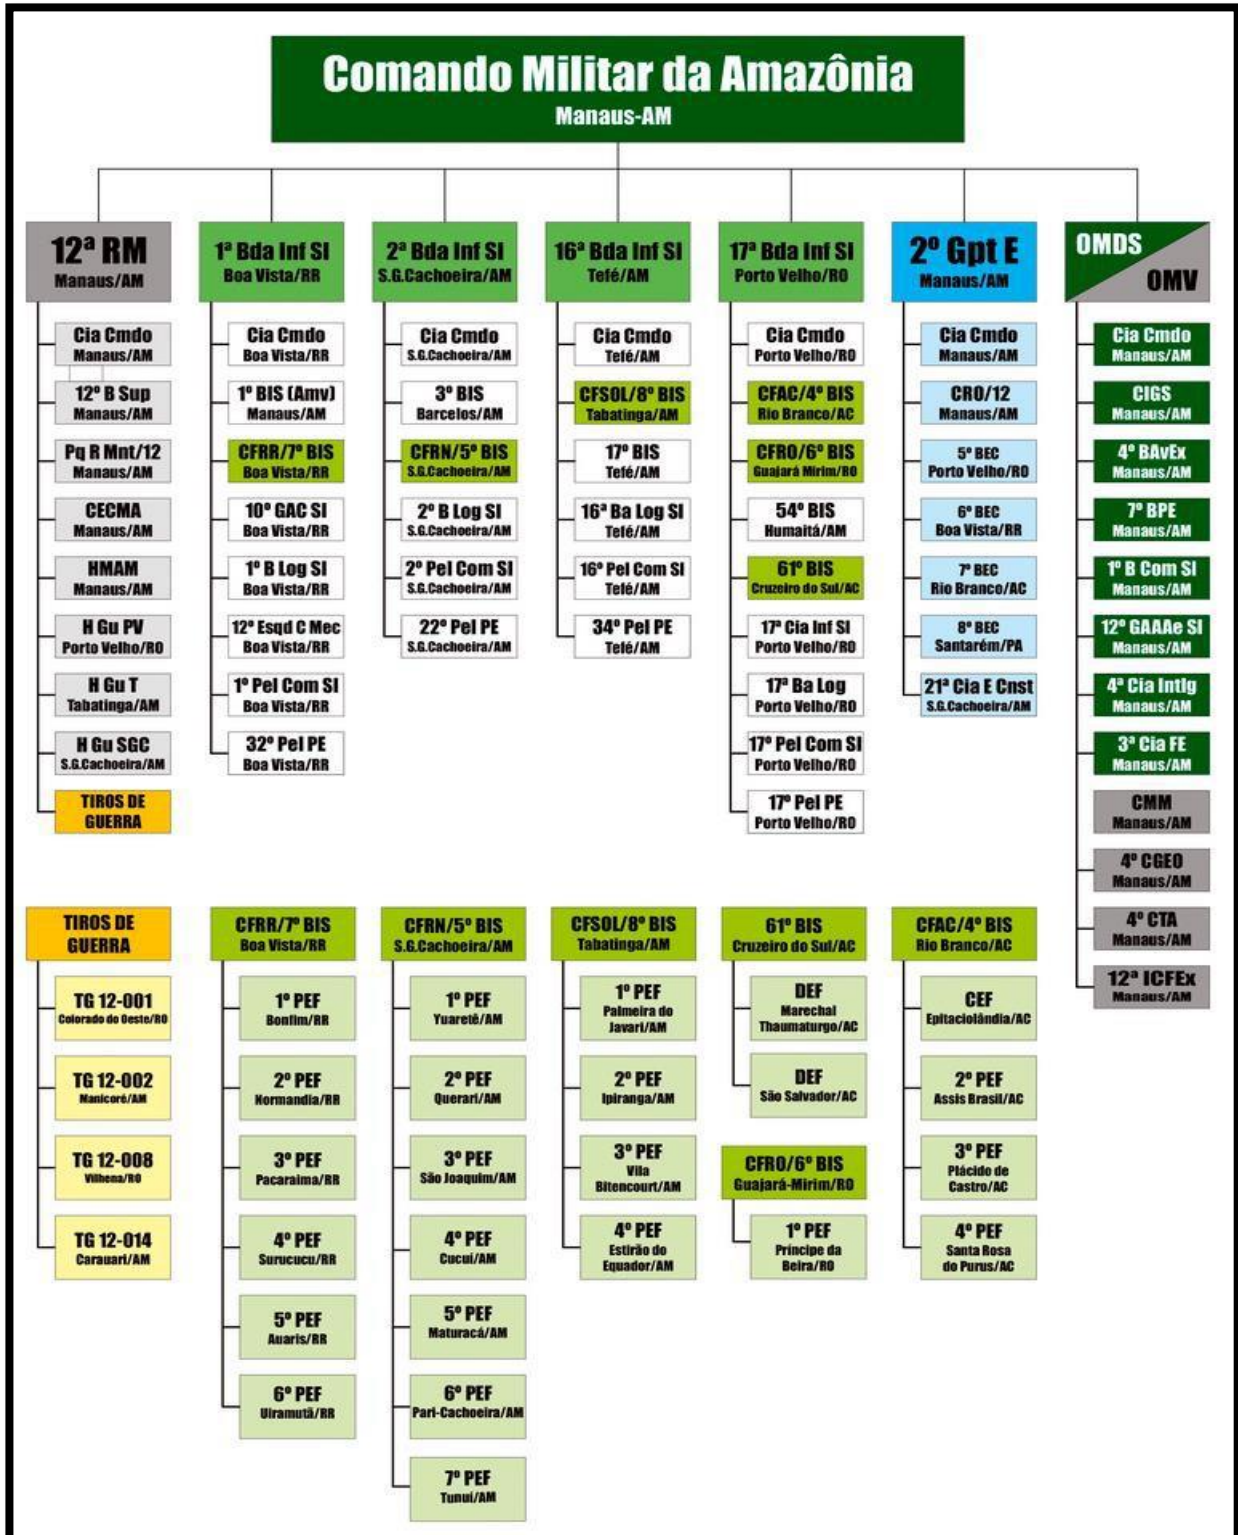 Comando Militar da Amazônia
Manaus-AM
12ª RM
Manaus/AM
Cia Cmdo
Manaus/AM
12º B Sup
Manaus/AM
Pq R Mnt/12
Manaus/AM
CECMA
Manaus/AM
HMAM
Manaus/AM
H Gu PV
Porto Velho/RO
H Gu T
Tabatinga/AM
H Gu SGC
S.G.Cachoeira/AM
TIROS DE
GUERRA
1ª Bda Inf Sl
Boa Vista/RR
Cia Cmdo
Boa Vista/RR
1º BIS (Amv)
Manaus/AM
CFRR/7º BIS
Boa Vista/RR
10º GAC Sl
Boa Vista/RR
1º B Log Sl
Boa Vista/RR
12º Esqd C Mec
Boa Vista/RR
1º Pel Com Sl
Boa Vista/RR
32º Pel PE
Boa Vista/RR
2ª Bda Inf Sl
S.G.Cachoeira/AM
Cia Cmdo
S.G.Cachoeira/AM
3º BIS
Barcelos/AM
CFRN/5º BIS
S.G.Cachoeira/AM
2º B Log Sl
S.G.Cachoeira/AM
2º Pel Com Sl
S.G.Cachoeira/AM
22º Pel PE
S.G.Cachoeira/AM
16ª Bda Inf Sl
Tefé/AM
Cia Cmdo
Tefé/AM
CFSOL/8º BIS
Tabatinga/AM
17º BIS
Tefé/AM
16ª Ba Log Sl
Tefé/AM
16º Pel Com Sl
Tefé/AM
34º Pel PE
Tefé/AM
17ª Bda Inf Sl
Porto Velho/RO
Cia Cmdo
Porto Velho/RO
CFAC/4º BIS
Rio Branco/AC
CFRO/6º BIS
Guajará Mirim/RO
54º BIS
Humaitá/AM
61º BIS
Cruzeiro do Sul/AC
17ª Cia Inf Sl
Porto Velho/RO
17ª Ba Log
Porto Velho/RO
17º Pel Com Sl
Porto Velho/RO
17º Pel PE
Porto Velho/RO
2º Gpt E
Manaus/AM
Cia Cmdo
Manaus/AM
CRO/12
Manaus/AM
5º BEC
Porto Velho/RO
6º BEC
Boa Vista/RR
7º BEC
Rio Branco/AC
8º BEC
Santarém/PA
21ª Cia E Cnst
S.G.Cachoeira/AM
OMDS
OMV
Cia Cmdo
Manaus/AM
CIGS
Manaus/AM
4º BAvEx
Manaus/AM
7º BPE
Manaus/AM
1º B Com Sl
Manaus/AM
12º GAAAe Sl
Manaus/AM
4ª Cia Intlg
Manaus/AM
3ª Cia FE
Manaus/AM
CMM
Manaus/AM
4º CGEO
Manaus/AM
4º CTA
Manaus/AM
12ª ICFEx
Manaus/AM
TIROS DE
GUERRA
TG 12-001
Colorado do Oeste/RO
TG 12-002
Manicoré/AM
TG 12-008
Vilhena/RO
TG 12-014
Carauari/AM
CFRR/7º BIS
Boa Vista/RR
1º PEF
Bonfim/RR
2º PEF
Normandia/RR
3º PEF
Pacaraima/RR
4º PEF
Surucucu/RR
5º PEF
Auaris/RR
6º PEF
Uiramutã/RR
CFRN/5º BIS
S.G.Cachoeira/AM
1º PEF
Yuaretê/AM
2º PEF
Querari/AM
3º PEF
São Joaquim/AM
4º PEF
Cucuí/AM
5º PEF
Maturacá/AM
6º PEF
Pari-Cachoeira/AM
7º PEF
Tunuí/AM
CFSOL/8º BIS
Tabatinga/AM
1º PEF
Palmeira do
Javari/AM
2º PEF
Ipiranga/AM
3º PEF
Vila
Bitencourt/AM
4º PEF
Estirão do
Equador/AM
61º BIS
Cruzeiro do Sul/AC
DEF
Marechal
Thaumaturgo/AC
DEF
São Salvador/AC
CFRO/6º BIS
Guajará-Mirim/RO
1º PEF
Príncipe da
Beira/RO
CFAC/4º BIS
Rio Branco/AC
CEF
Epitaciolândia/AC
2º PEF
Assis Brasil/AC
3º PEF
Plácido de
Castro/AC
4º PEF
Santa Rosa
do Purus/AC